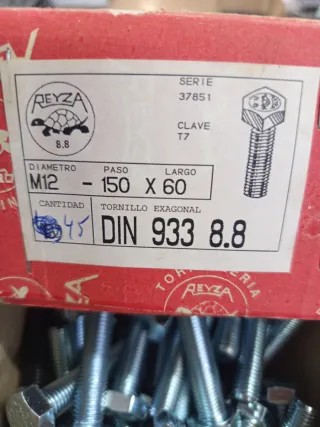 SERIE
37851
REYZA
8.8
CLAVE
T7
DIAMETRO PASO LARGO
M12 - 150 X 60
CANTIDAD TORNILLO EXAGONAL
45 DIN 933 8.8
REYZA